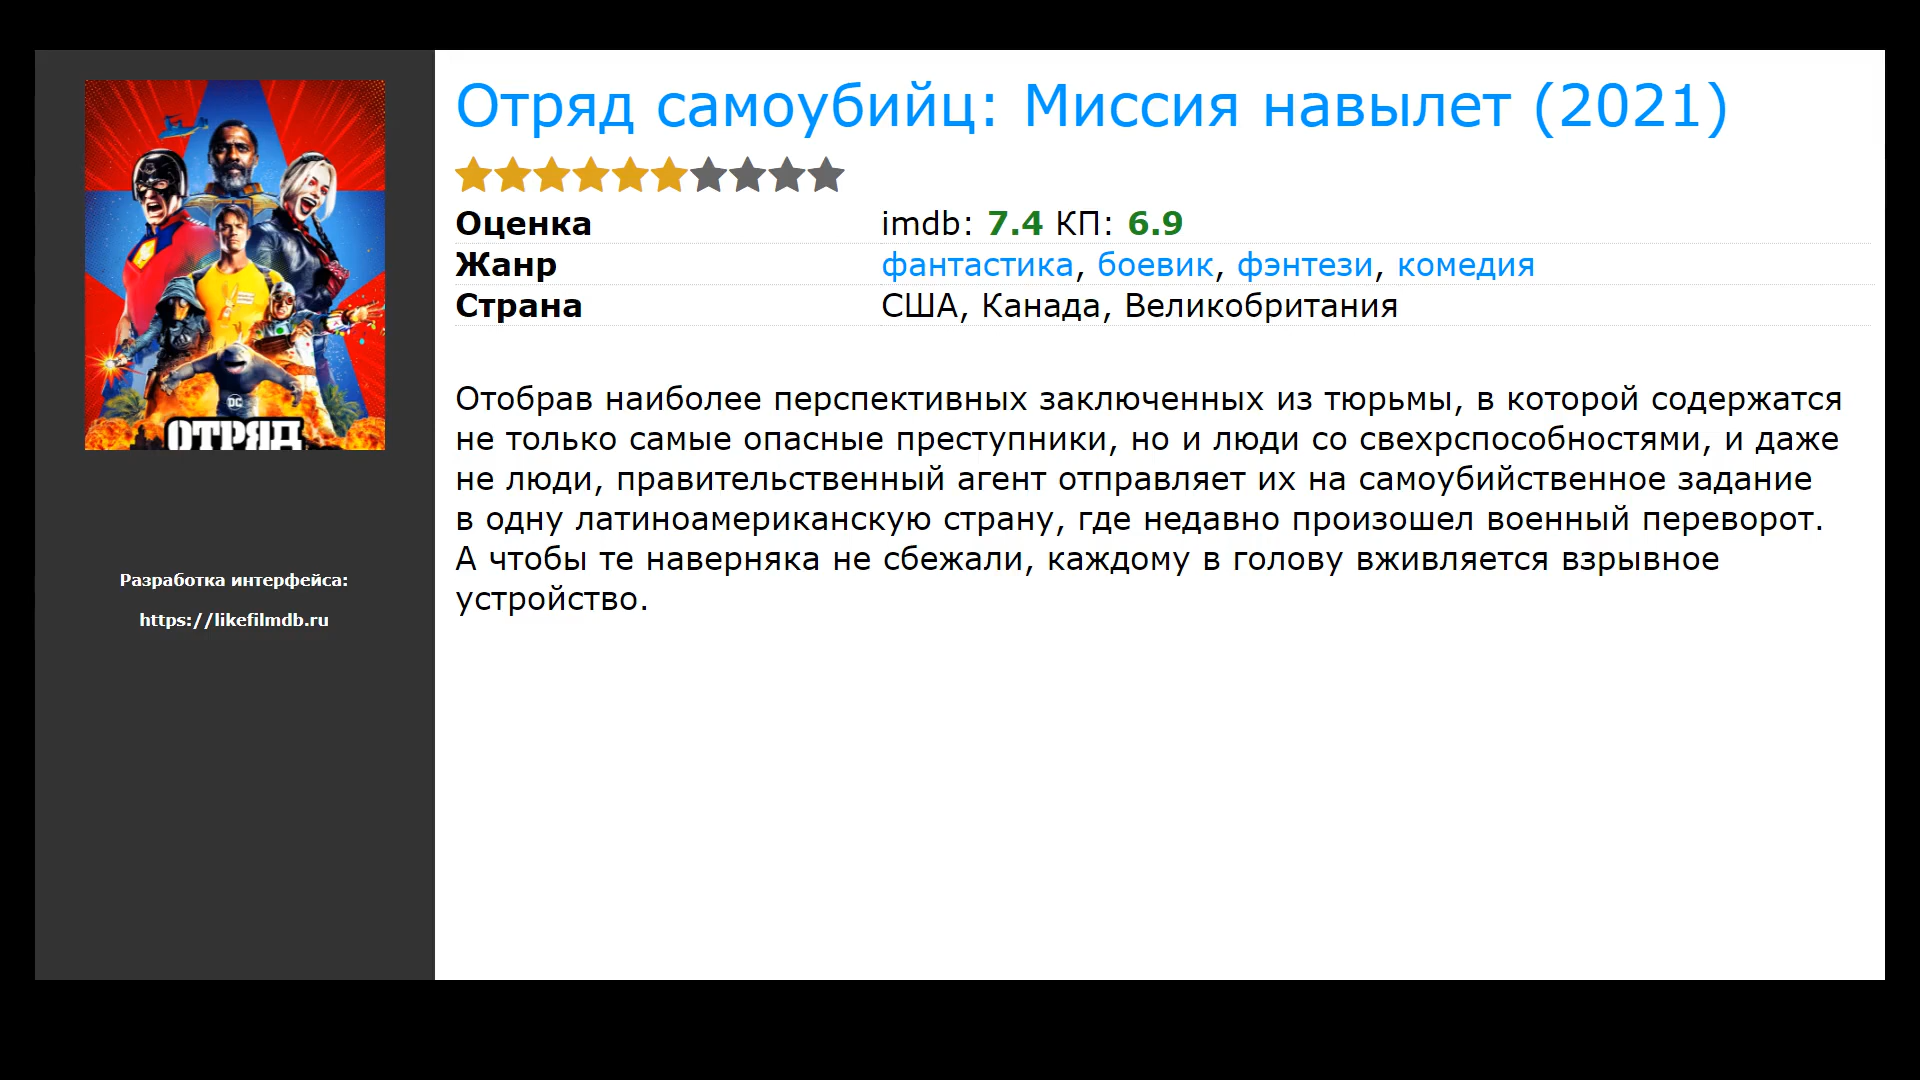 Отряд самоубийц: Миссия навылет (2021)
Оценка imdb: 7.4 КП: 6.9
Жанр фантастика, боевик, фэнтези, комедия
Страна США, Канада, Великобритания
Отобрав наиболее перспективных заключенных из тюрьмы, в которой содержатся
не только самые опасные преступники, но и люди со свехрспособностями, и даже
не люди, правительственный агент отправляет их на самоубийственное задание
в одну латиноамериканскую страну, где недавно произошел военный переворот.
А чтобы те наверняка не сбежали, каждому в голову вживляется взрывное
устройство.
DC
ОТРЯД
Разработка интерфейса:
https://likefilmdb.ru